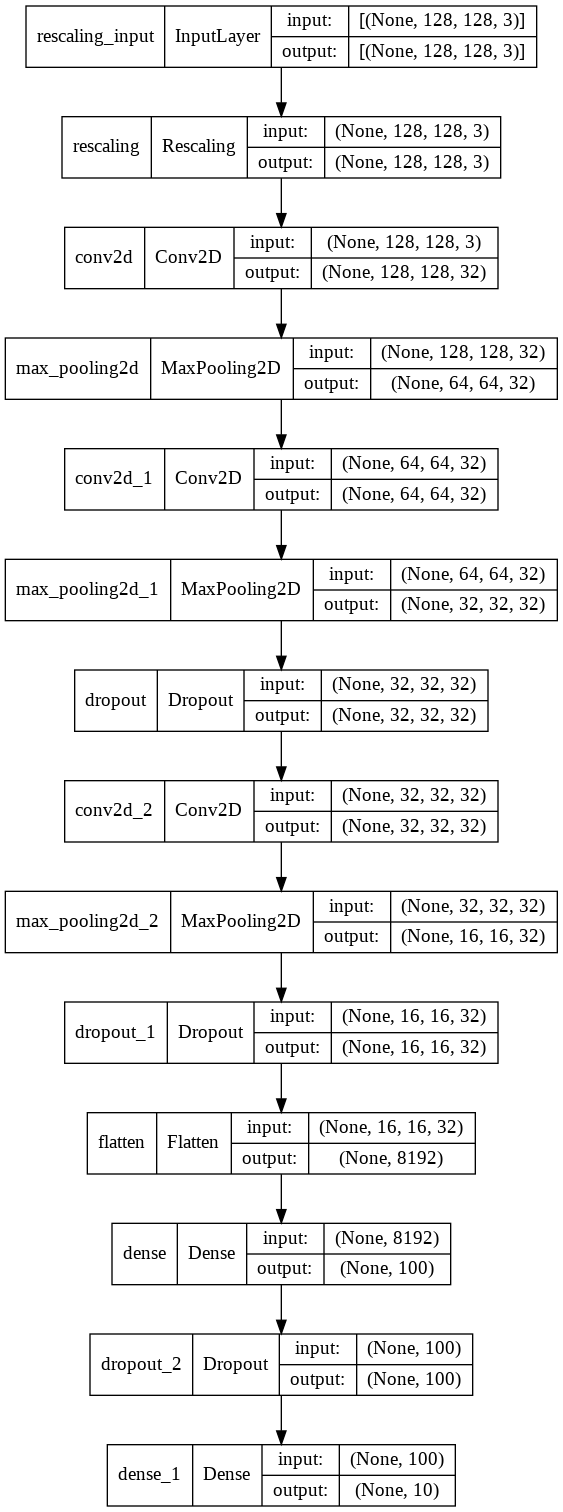 rescaling_input InputLayer input: [(None, 128, 128, 3)]
output: [(None, 128, 128, 3)]
rescaling Rescaling input: (None, 128, 128, 3)
output: (None, 128, 128, 3)
conv2d Conv2D input: (None, 128, 128, 3)
output: (None, 128, 128, 32)
max_pooling2d MaxPooling2D input: (None, 128, 128, 32)
output: (None, 64, 64, 32)
conv2d_1 Conv2D input: (None, 64, 64, 32)
output: (None, 64, 64, 32)
max_pooling2d_1 MaxPooling2D input: (None, 64, 64, 32)
output: (None, 32, 32, 32)
dropout Dropout input: (None, 32, 32, 32)
output: (None, 32, 32, 32)
conv2d_2 Conv2D input: (None, 32, 32, 32)
output: (None, 32, 32, 32)
max_pooling2d_2 MaxPooling2D input: (None, 32, 32, 32)
output: (None, 16, 16, 32)
dropout_1 Dropout input: (None, 16, 16, 32)
output: (None, 16, 16, 32)
flatten Flatten input: (None, 16, 16, 32)
output: (None, 8192)
dense Dense input: (None, 8192)
output: (None, 100)
dropout_2 Dropout input: (None, 100)
output: (None, 100)
dense_1 Dense input: (None, 100)
output: (None, 10)